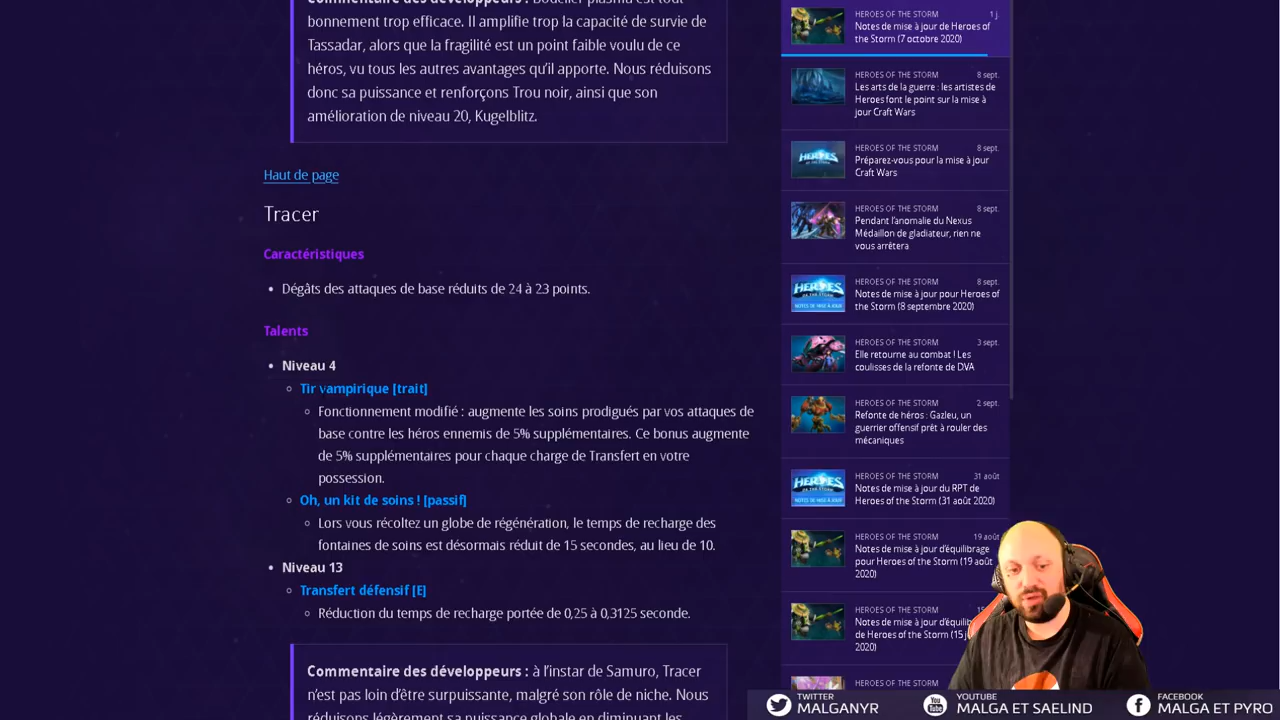 Commentaire des développeurs : Bouclier plasma est tout
bonnement trop efficace. Il amplifie trop la capacité de survie de
Tassadar, alors que la fragilité est un point faible voulu de ce
héros, vu tous les autres avantages qu'il apporte. Nous réduisons
donc sa puissance et renforçons Trou noir, ainsi que son
amélioration de niveau 20, Kugelblitz.
Haut de page
Tracer
Caractéristiques
• Dégâts des attaques de base réduits de 24 à 23 points.
Talents
• Niveau 4
Tir vampirique [trait]
Fonctionnement modifié : augmente les soins prodigués par vos attaques de
base contre les héros ennemis de 5% supplémentaires. Ce bonus augmente
de 5% supplémentaires pour chaque charge de Transfert en votre
possession.
Oh, un kit de soins ! [passif]
Lors vous récoltez un globe de régénération, le temps de recharge des
fontaines de soins est désormais réduit de 15 secondes, au lieu de 10.
• Niveau 13
Transfert défensif [E]
Réduction du temps de recharge portée de 0,25 à 0,3125 seconde.
Commentaire des développeurs : à l'instar de Samuro, Tracer
n'est pas loin d'être surpuissante, malgré son rôle de niche. Nous
réduisons légèrement sa puissance globale en diminuant les
HEROES OF THE STORM 1 j.
Notes de mise à jour de Heroes of
the Storm (7 octobre 2020)
HEROES OF THE STORM 8 sept.
Les arts de la guerre : les artistes de
Heroes font le point sur la mise à
jour Craft Wars
HEROES OF THE STORM 8 sept.
Préparez-vous pour la mise à jour
Craft Wars
HEROES OF THE STORM 8 sept.
Pendant l'anomalie du Nexus
Médaillon de gladiateur, rien ne
vous arrêtera
HEROES OF THE STORM 8 sept.
Notes de mise à jour pour Heroes of
the Storm (8 septembre 2020)
HEROES OF THE STORM 3 sept.
Elle retourne au combat ! Les
coulisses de la refonte de D.VA
HEROES OF THE STORM 2 sept.
Refonte de héros : Gazleu, un
guerrier offensif prêt à rouler des
mécaniques
HEROES OF THE STORM 31 août
Notes de mise à jour du RPT de
Heroes of the Storm (31 août 2020)
HEROES OF THE STORM 19 août
Notes de mise à jour d'équilibrage
pour Heroes of the Storm (19 août
2020)
HEROES OF THE STORM
Notes de mise à jour
de Heroes of the Storm
2020)
HEROES OF THE STORM
TWITTER
MALGANYR
YOUTUBE
MALGA ET SAELIND
FACEBOOK
MALGA ET PYRO